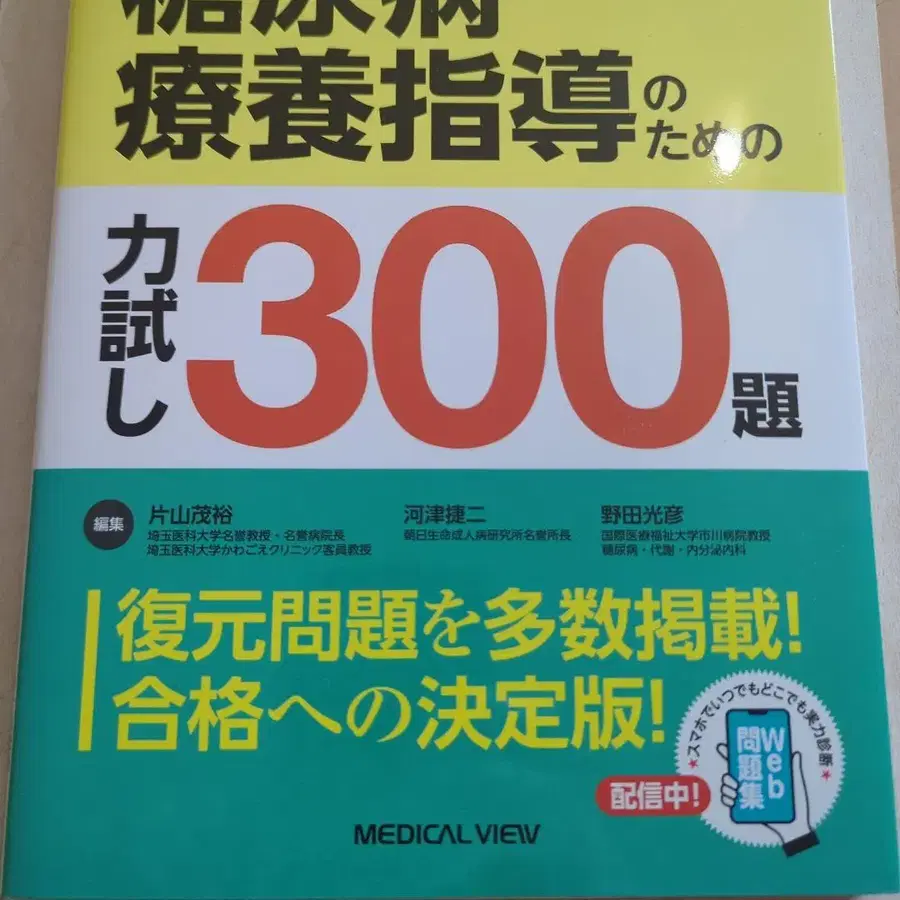 糖尿病
療養指導のための
力試し300題
編集
片山茂裕
埼玉医科大学名誉教授・名誉病院長
埼玉医科大学かわごえクリニック客員教授
河津捷二
朝日生命成人病研究所名誉所長
野田光彦
国際医療福祉大学市川病院教授
糖尿病・代謝・内分泌内科
復元問題を多数掲載!
合格への決定版!
★スマホでいつでもどこでも実力診断★
Web
問題集
配信中!
MEDICAL VIEW